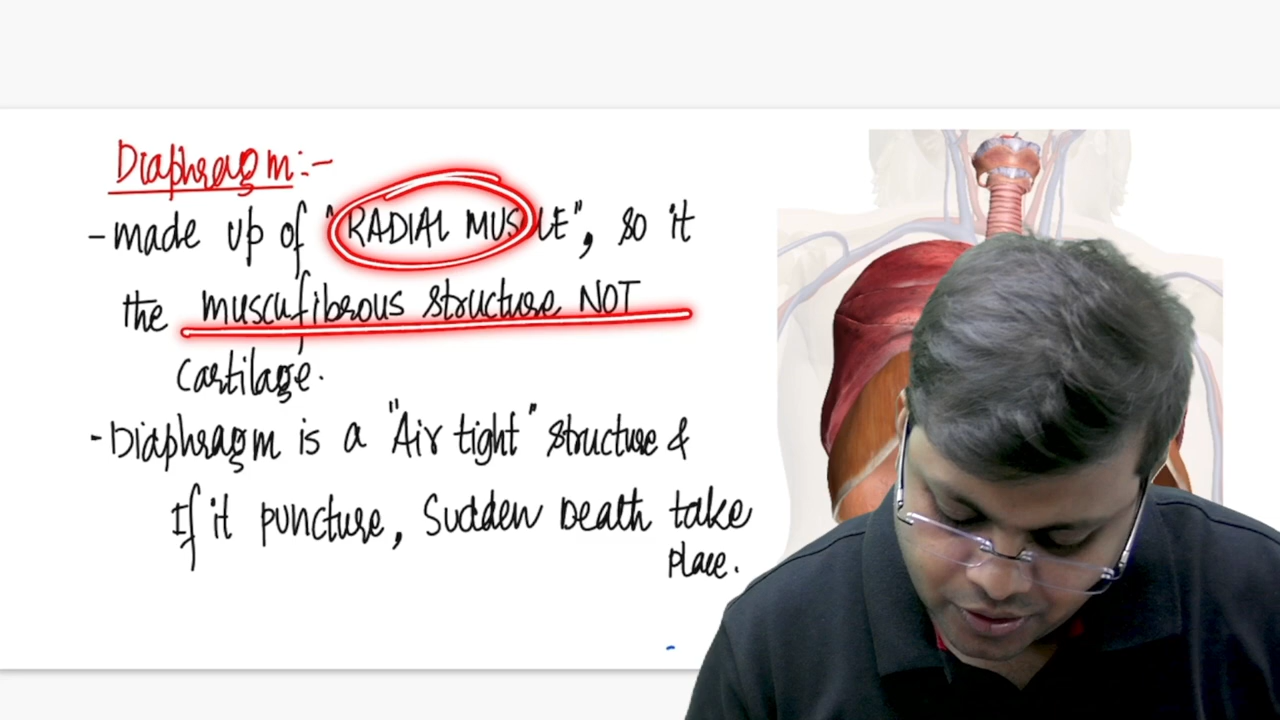 Diaphragm:-
- made up of "RADIAL MUSCLE", so it
the muscufibrous structure NOT
cartilage.
- Diaphragm is a "Air tight" structure &
If it puncture, Sudden Death take
place.